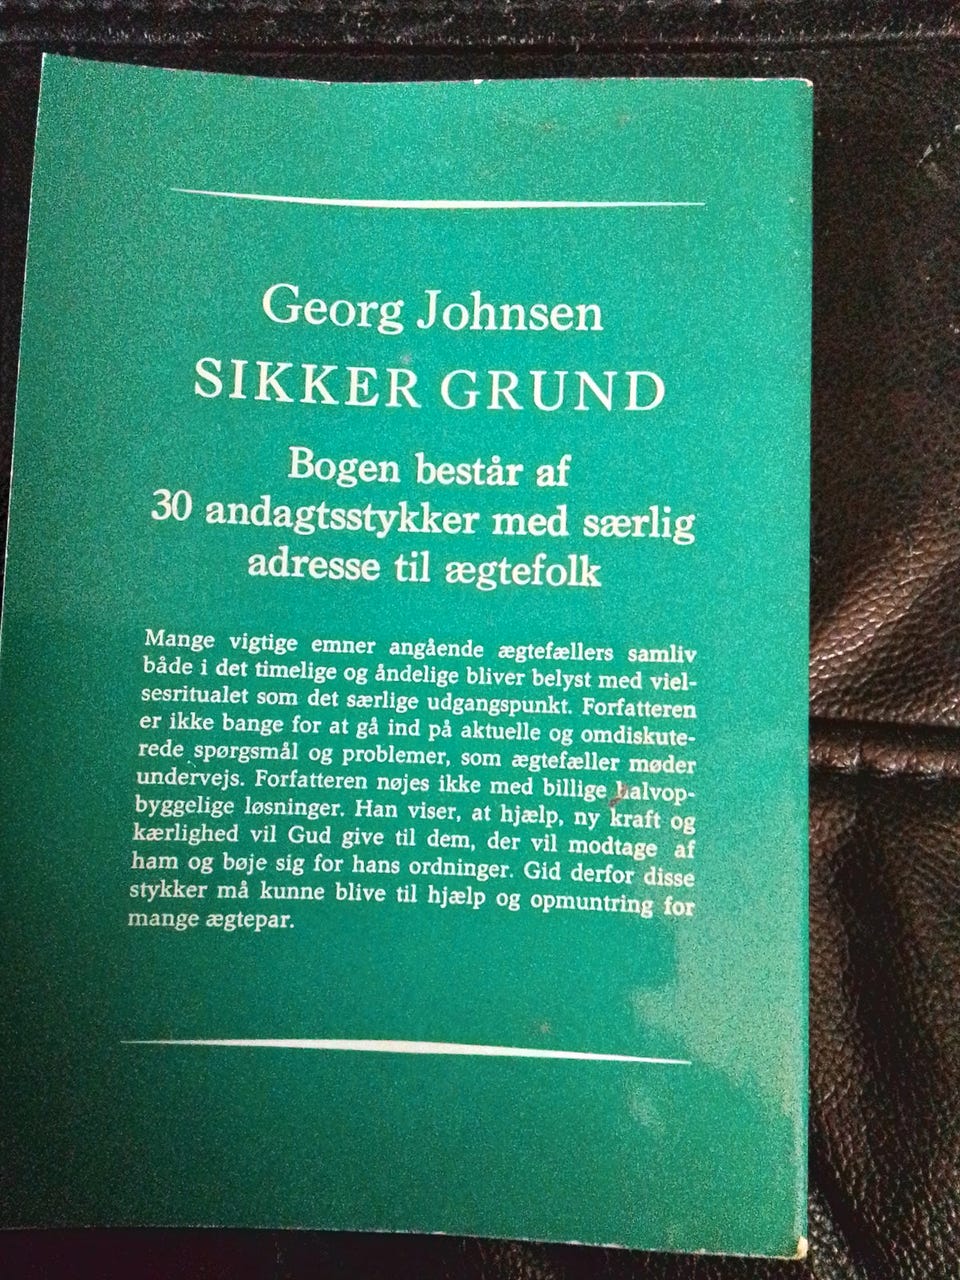 Georg Johnsen
SIKKER GRUND
Bogen består af
30 andagtsstykker med særlig
adresse til ægtefolk
Mange vigtige emner angående ægtefællers samliv
både i det timelige og åndelige bliver belyst med viel-
sesritualet som det særlige udgangspunkt. Forfatteren
er ikke bange for at gå ind på aktuelle og omdiskute-
rede spørgsmål og problemer, som ægtefæller møder
undervejs. Forfatteren nøjes ikke med billige halvop-
byggelige løsninger. Han viser, at hjælp, ny kraft og
kærlighed vil Gud give til dem, der vil modtage af
ham og bøje sig for hans ordninger. Gid derfor disse
stykker må kunne blive til hjælp og opmuntring for
mange ægtepar.